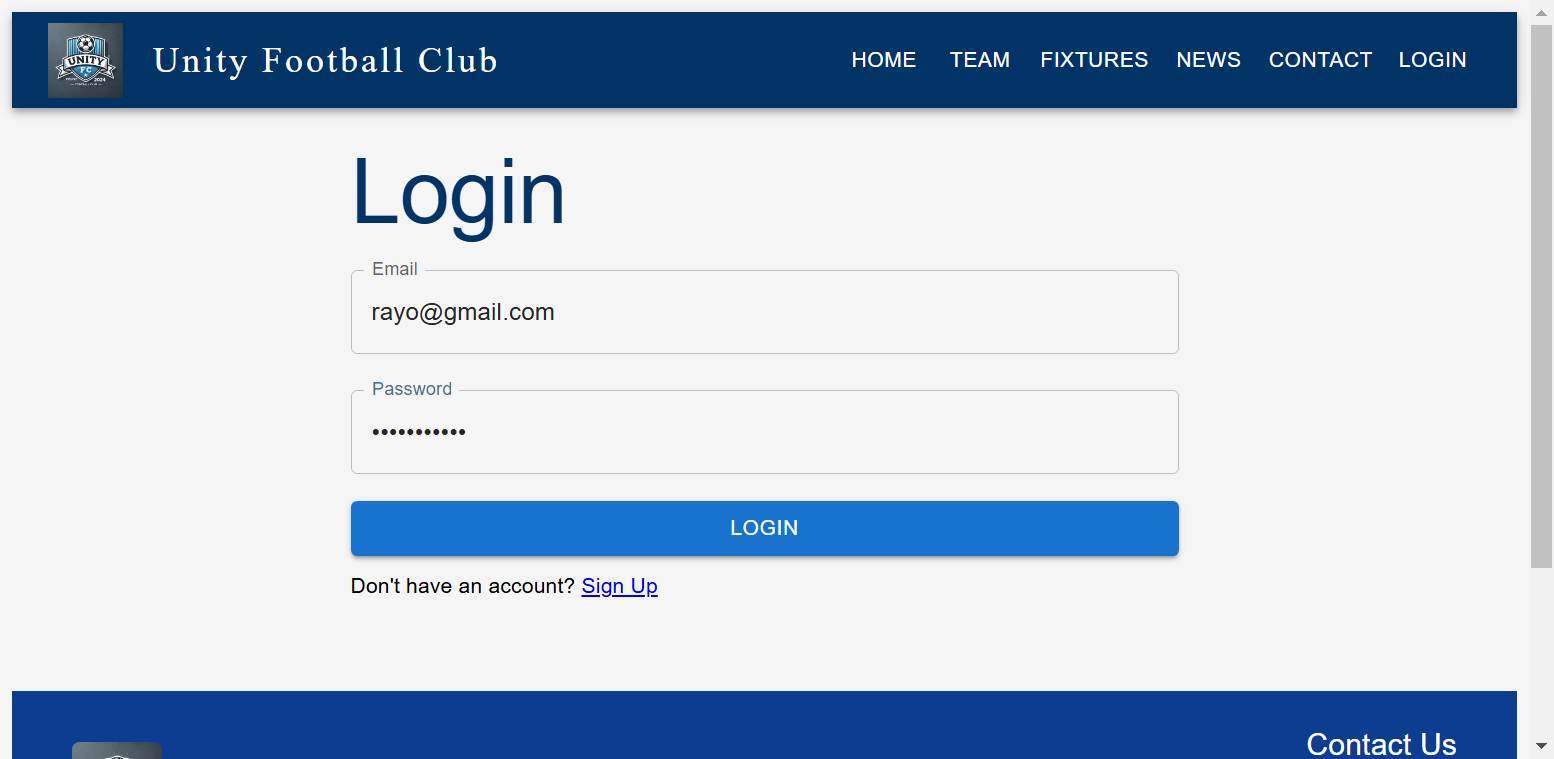 UNITY
FC
2024
Unity Football Club
HOME TEAM FIXTURES NEWS CONTACT LOGIN
Login
Email
rayo@gmail.com
Password
•••••••••••
LOGIN
Don't have an account? Sign Up
Contact Us